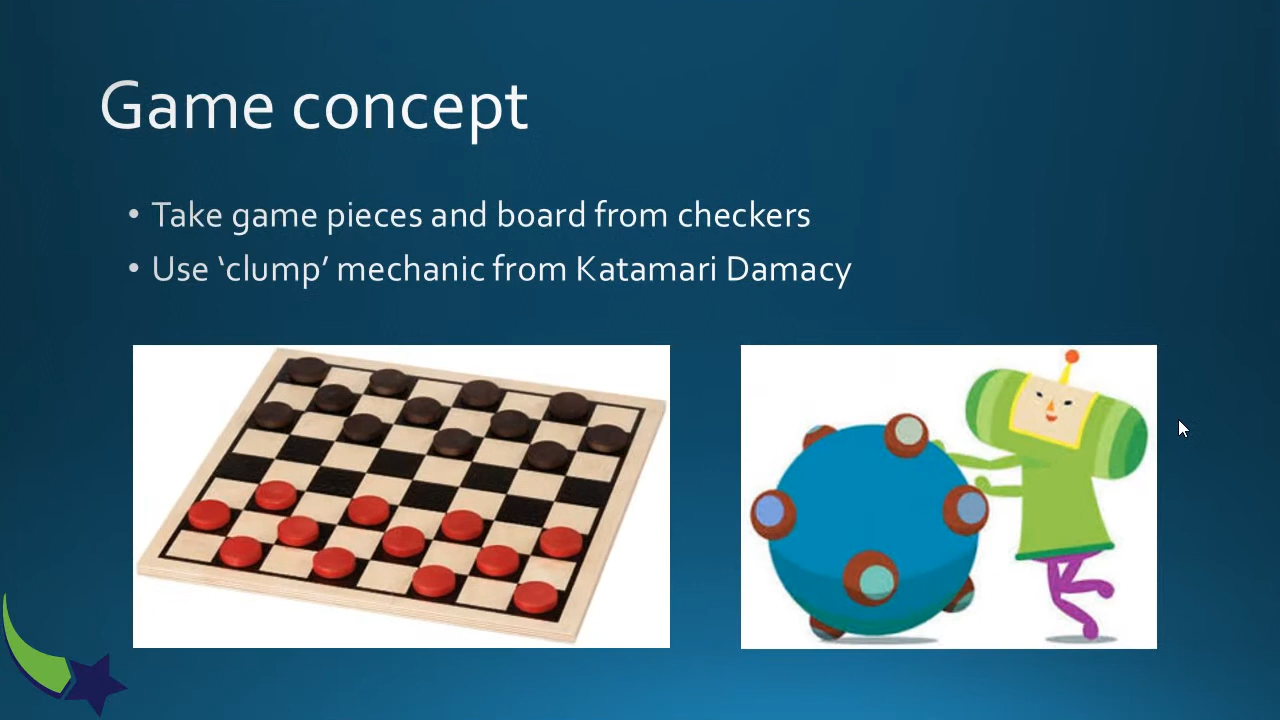 Game concept
• Take game pieces and board from checkers
• Use ‘clump’ mechanic from Katamari Damacy